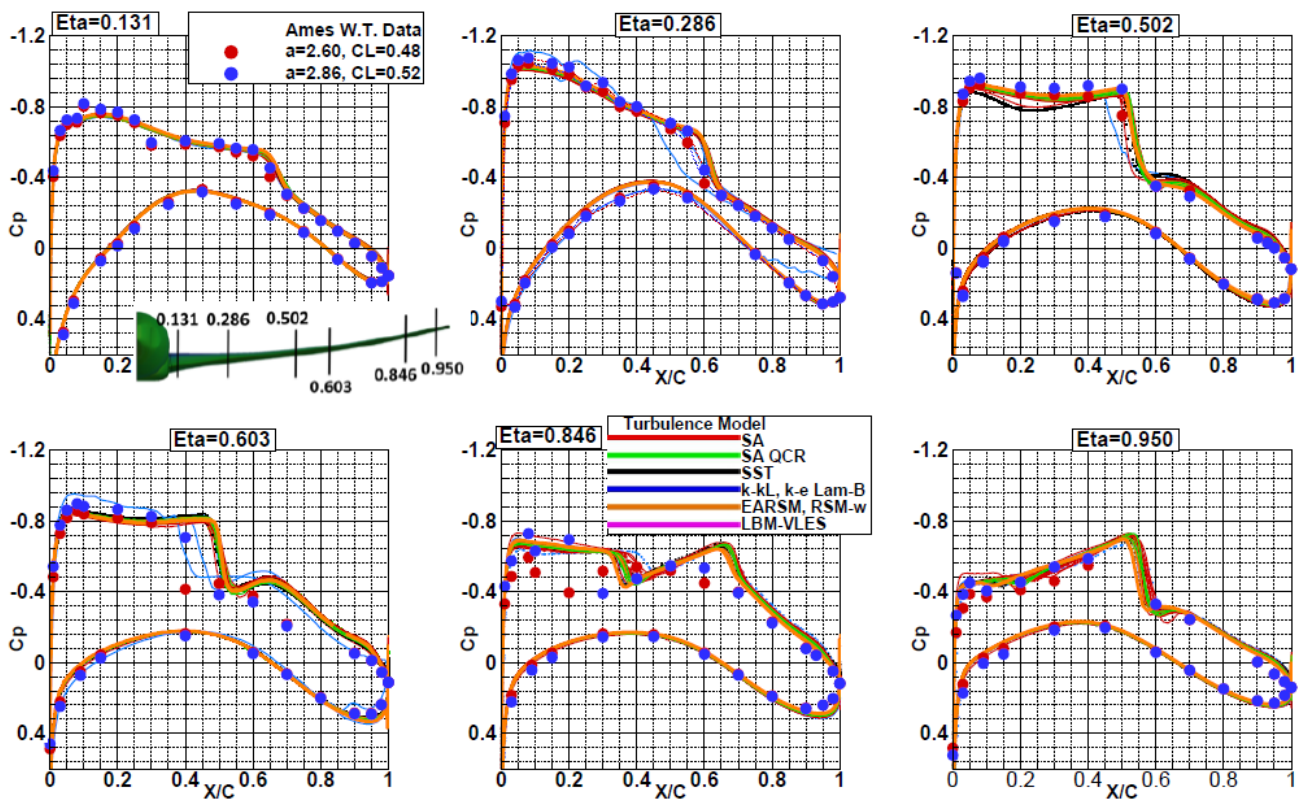 Eta=0.131
Ames W.T. Data
a=2.60, CL=0.48
a=2.86, CL=0.52
-1.2
-0.8
-0.4
0
0.4
Cp
0.131 0.286 0.502
0.603
0.846 0.950
0 0.2 0.4 0.6 0.8 1
X/C
Eta=0.286
-1.2
-0.8
-0.4
0
0.4
Cp
0 0.2 0.4 0.6 0.8 1
X/C
Eta=0.502
-1.2
-0.8
-0.4
0
0.4
Cp
0 0.2 0.4 0.6 0.8 1
X/C
Eta=0.603
-1.2
-0.8
-0.4
0
0.4
Cp
0 0.2 0.4 0.6 0.8 1
X/C
Eta=0.846
Turbulence Model
SA
SA QCR
SST
k-kL, k-e Lam-B
EARSM, RSM-w
LBM-VLES
-1.2
-0.8
-0.4
0
0.4
Cp
0 0.2 0.4 0.6 0.8 1
X/C
Eta=0.950
-1.2
-0.8
-0.4
0
0.4
Cp
0 0.2 0.4 0.6 0.8 1
X/C